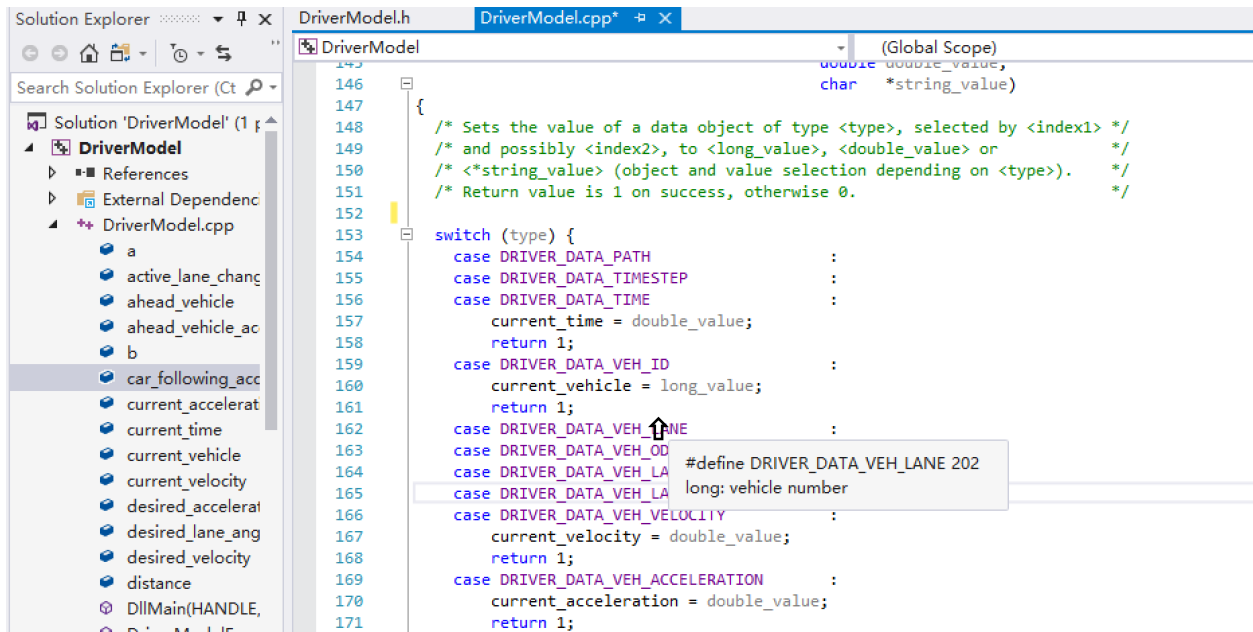 Solution Explorer
Search Solution Explorer (Ct
Solution 'DriverModel' (1 p
DriverModel
References
External Dependenci
DriverModel.cpp
a
active_lane_chang
ahead_vehicle
ahead_vehicle_ac
b
car_following_acc
current_accelerati
current_time
current_vehicle
current_velocity
desired_accelerat
desired_lane_ang
desired_velocity
distance
DllMain(HANDLE,
DriverModel.h
DriverModel.cpp*
DriverModel
(Global Scope)
145 double double_value,
146 char *string_value)
147 {
148 /* Sets the value of a data object of type <type>, selected by <index1> */
149 /* and possibly <index2>, to <long_value>, <double_value> or */
150 /* <*string_value> (object and value selection depending on <type>). */
151 /* Return value is 1 on success, otherwise 0. */
152
153 switch (type) {
154 case DRIVER_DATA_PATH :
155 case DRIVER_DATA_TIMESTEP :
156 case DRIVER_DATA_TIME :
157 current_time = double_value;
158 return 1;
159 case DRIVER_DATA_VEH_ID :
160 current_vehicle = long_value;
161 return 1;
162 case DRIVER_DATA_VEH_LANE :
163 case DRIVER_DATA_VEH_OD
164 case DRIVER_DATA_VEH_LA
165 case DRIVER_DATA_VEH_LA
166 case DRIVER_DATA_VEH_VELOCITY :
167 current_velocity = double_value;
168 return 1;
169 case DRIVER_DATA_VEH_ACCELERATION :
170 current_acceleration = double_value;
171 return 1;
#define DRIVER_DATA_VEH_LANE 202
long: vehicle number